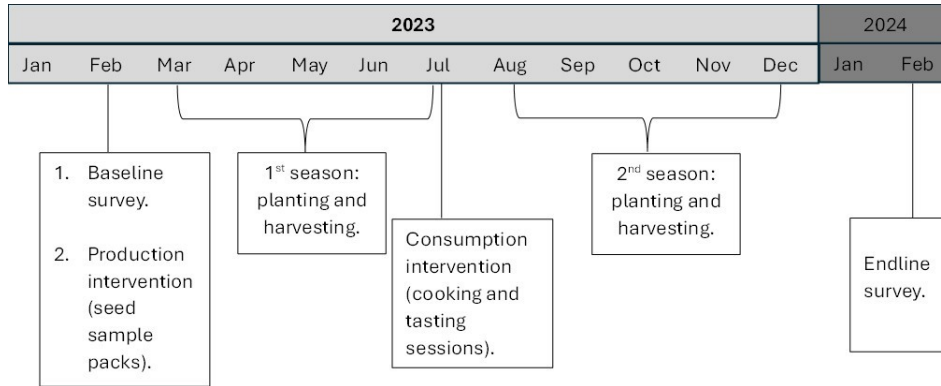 2023 2024
Jan Feb Mar Apr May Jun Jul Aug Sep Oct Nov Dec Jan Feb
1. Baseline
survey.
2. Production
intervention
(seed
sample
packs).
1st season:
planting and
harvesting.
Consumption
intervention
(cooking and
tasting
sessions).
2nd season:
planting and
harvesting.
Endline
survey.